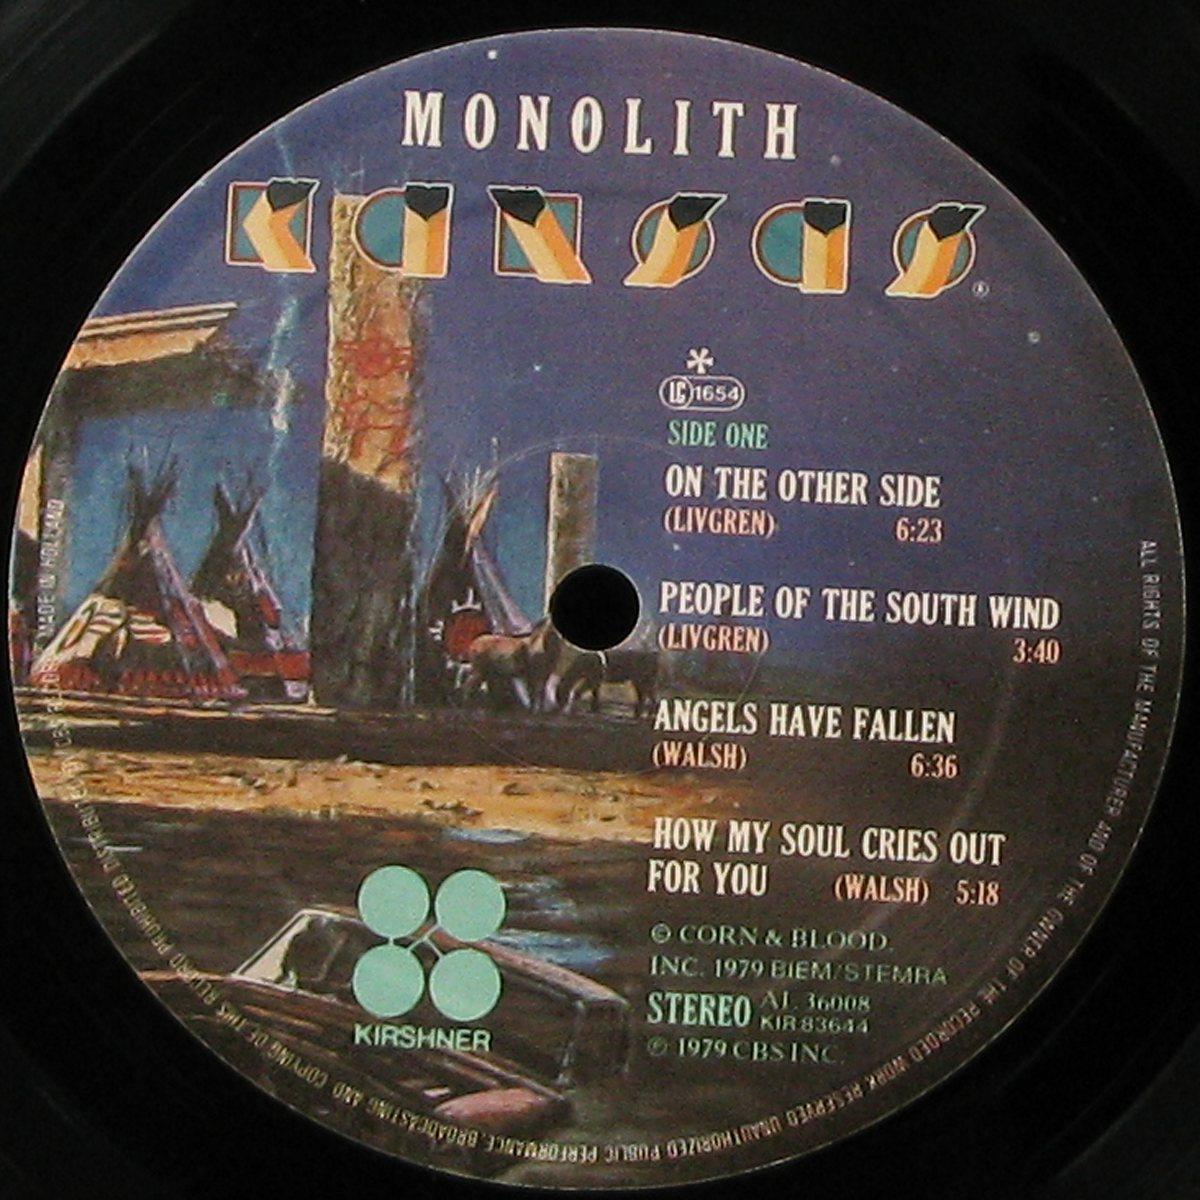 MONOLITH
KANSAS®
*
LC 1654
SIDE ONE
ON THE OTHER SIDE
(LIVGREN) 6:23
PEOPLE OF THE SOUTH WIND
(LIVGREN) 3:40
ANGELS HAVE FALLEN
(WALSH) 6:36
HOW MY SOUL CRIES OUT
FOR YOU (WALSH) 5:18
© CORN & BLOOD
INC. 1979 BIEM/STEMRA
STEREO AL 36008
KIR 83644
℗ 1979 CBS INC.
KIRSHNER
ALL RIGHTS OF THE MANUFACTURER AND OF THE OWNER OF THE RECORDED WORK RESERVED UNAUTHORIZED PUBLIC PERFORMANCE BROADCASTING AND COPYING OF THIS RECORD PROHIBITED DISTRIBUTED BY CBS RECORDS MADE IN HOLLAND